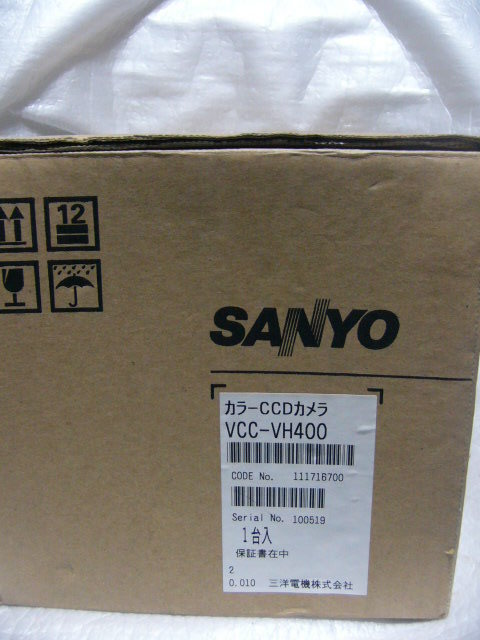 12
SANYO
カラーCCDカメラ
VCC-VH400
CODE No. 111716700
Serial No. 100519
1台入
保証書在中
2
0.010 三洋電機株式会社